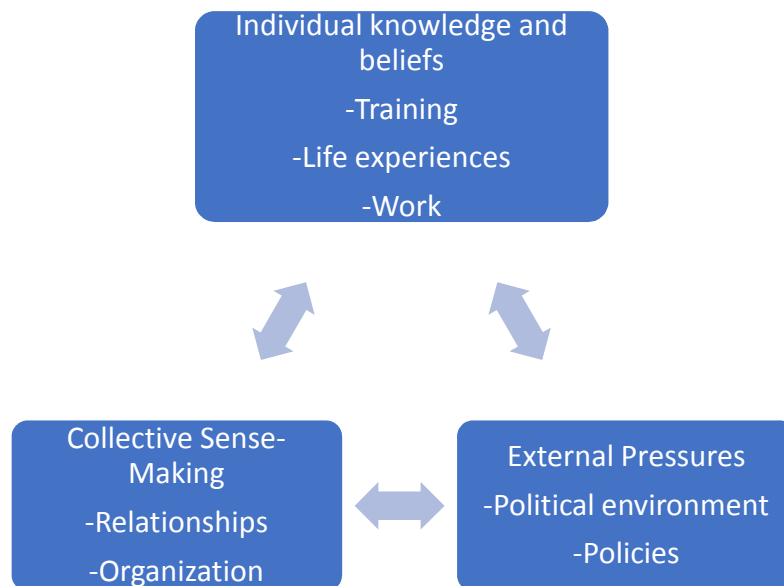 Individual knowledge and
beliefs
-Training
-Life experiences
-Work
Collective Sense-
Making
-Relationships
-Organization
External Pressures
-Political environment
-Policies